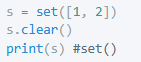 s = set([1, 2])
s.clear()
print(s) #set()